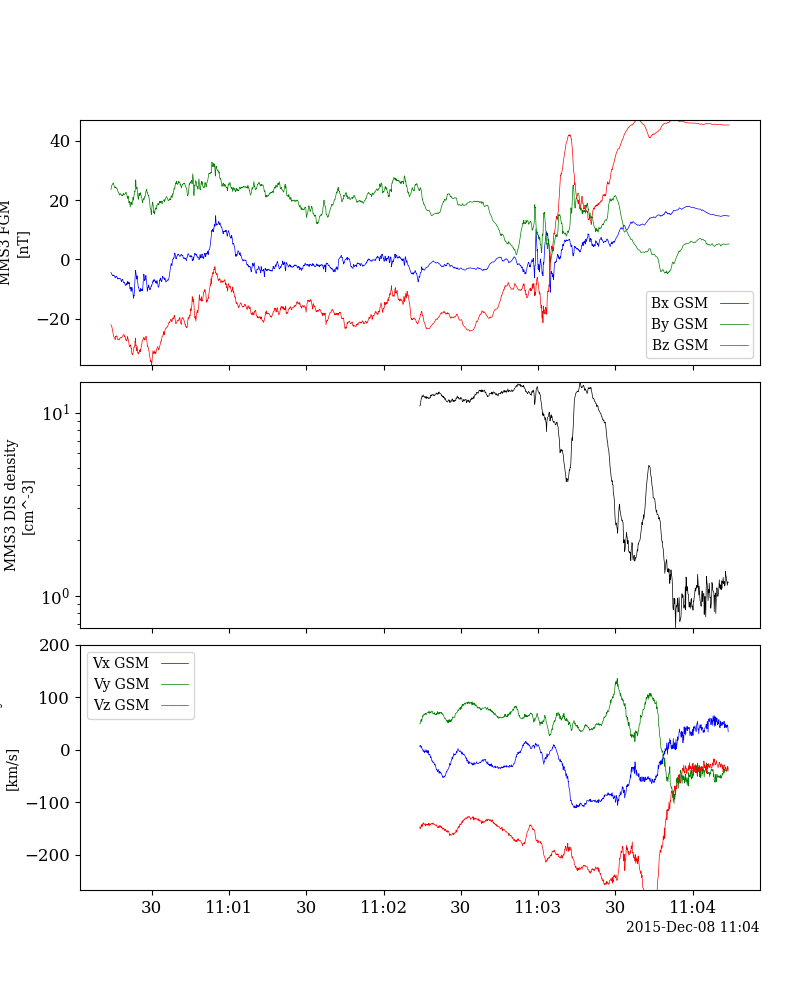 40
20
0
−20
MMS3 FGM
[nT]
Bx GSM
By GSM
Bz GSM
10^1
10^0
MMS3 DIS density
[cm^-3]
200
100
0
−100
−200
[km/s]
Vx GSM
Vy GSM
Vz GSM
30 11:01 30 11:02 30 11:03 30 11:04
2015-Dec-08 11:04